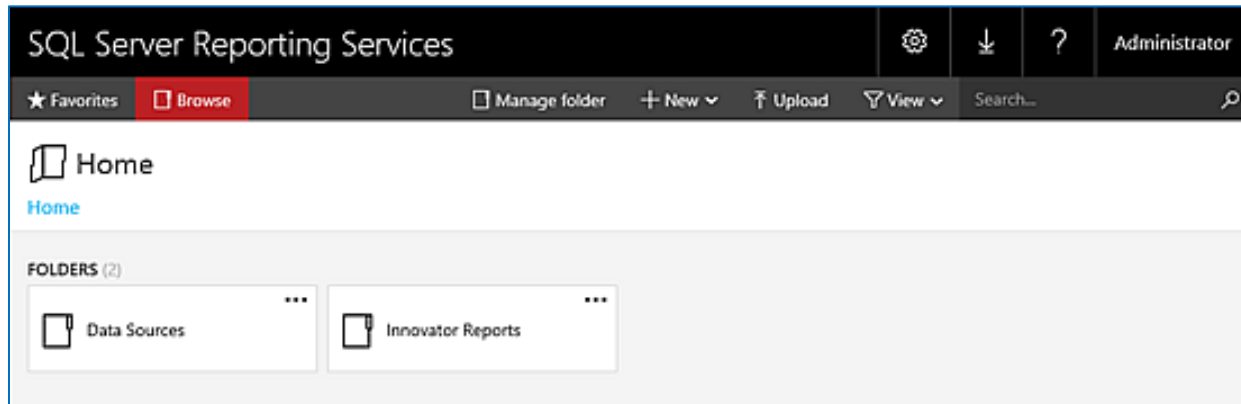 SQL Server Reporting Services
? Administrator
Favorites Browse Manage folder New Upload View Search...
Home
Home
FOLDERS (2)
Data Sources ... Innovator Reports ...